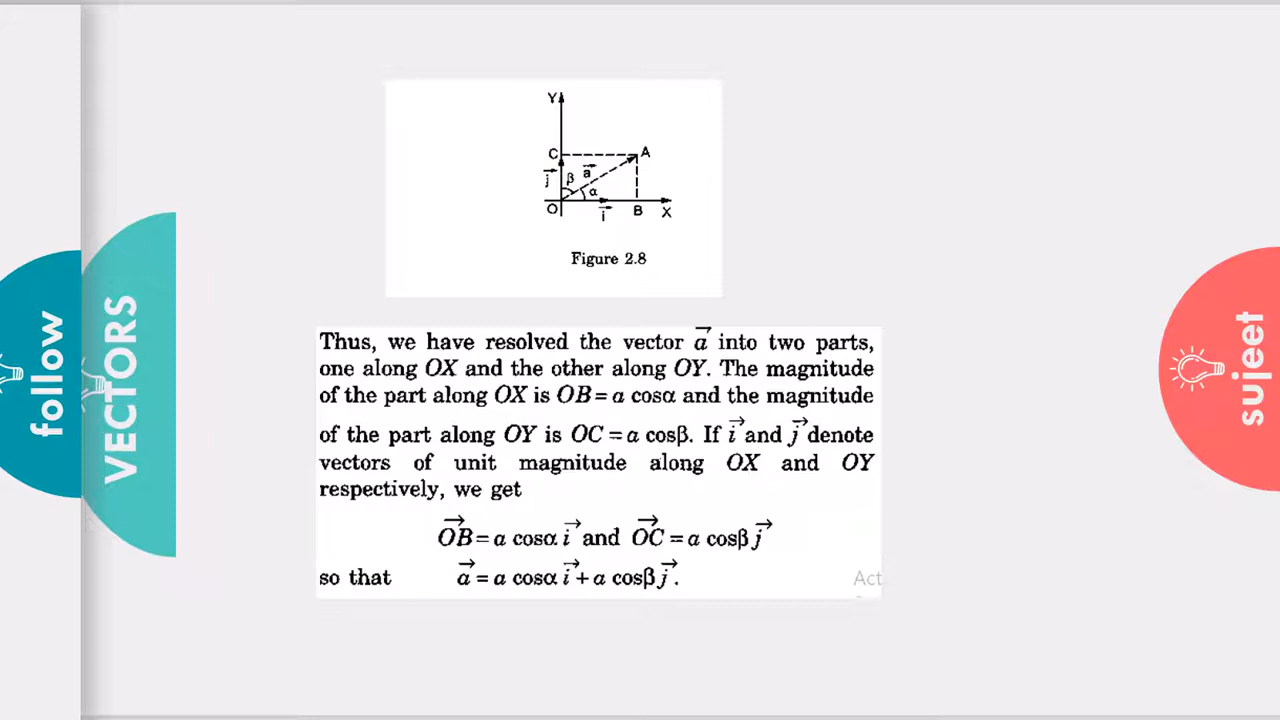 follow
VECTORS
Y
C
A
j⃗
β
a⃗
α
O
i⃗
B
X
Figure 2.8
Thus, we have resolved the vector a⃗ into two parts,
one along OX and the other along OY. The magnitude
of the part along OX is OB = a cosα and the magnitude
of the part along OY is OC = a cosβ. If i⃗ and j⃗ denote
vectors of unit magnitude along OX and OY
respectively, we get
O⃗B⃗ = a cosα i⃗ and O⃗C⃗ = a cosβ j⃗
so that a⃗ = a cosα i⃗ + a cosβ j⃗.
Act
sujeet